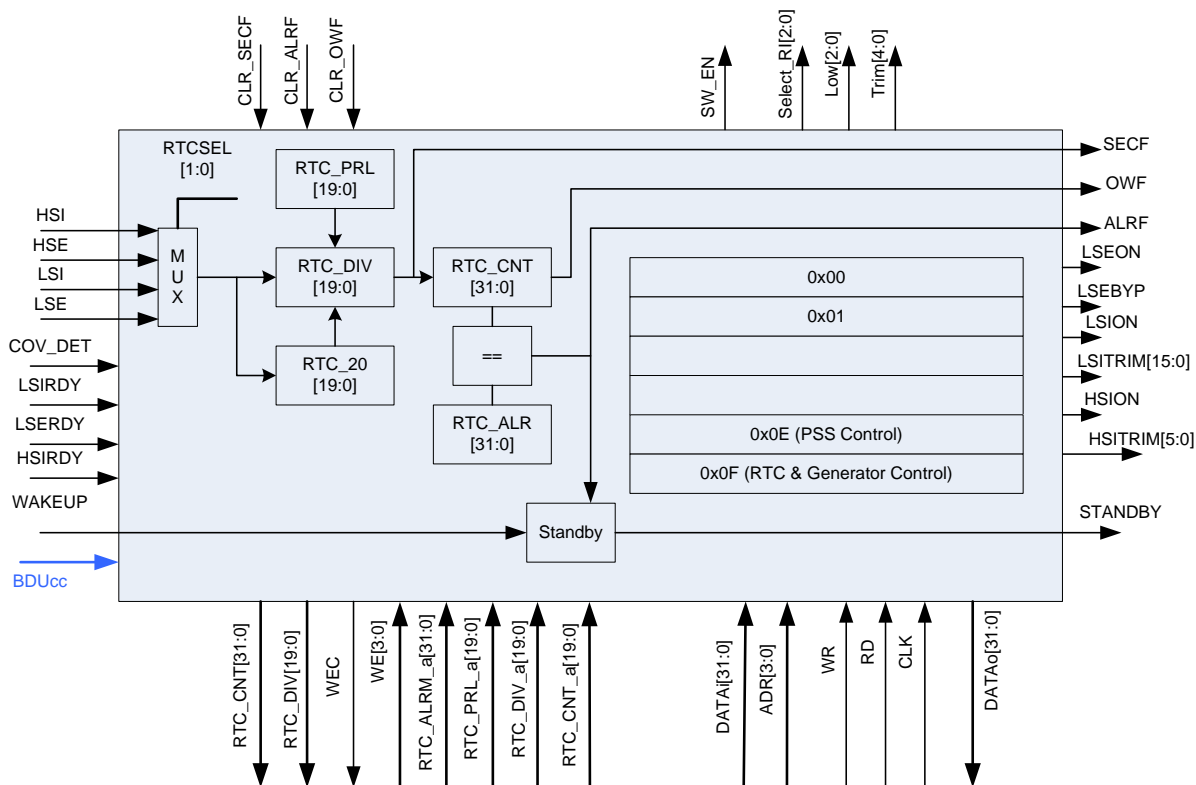 CLR_SECF
CLR_ALRF
CLR_OWF
SW_EN
Select_RI[2:0]
Low[2:0]
Trim[4:0]
RTCSEL
[1:0]
RTC_PRL
[19:0]
SECF
OWF
ALRF
HSI
HSE
LSI
LSE
M
U
X
RTC_DIV
[19:0]
RTC_CNT
[31:0]
LSEON
LSEBYP
LSION
LSITRIM[15:0]
HSION
HSITRIM[5:0]
0x00
0x01
0x0E (PSS Control)
0x0F (RTC & Generator Control)
==
RTC_20
[19:0]
RTC_ALR
[31:0]
COV_DET
LSIRDY
LSERDY
HSIRDY
WAKEUP
Standby
STANDBY
BDUcc
RTC_CNT[31:0]
RTC_DIV[19:0]
WEC
WE[3:0]
RTC_ALRM_a[31:0]
RTC_PRL_a[19:0]
RTC_DIV_a[19:0]
RTC_CNT_a[19:0]
DATAi[31:0]
ADR[3:0]
WR
RD
CLK
DATAo[31:0]